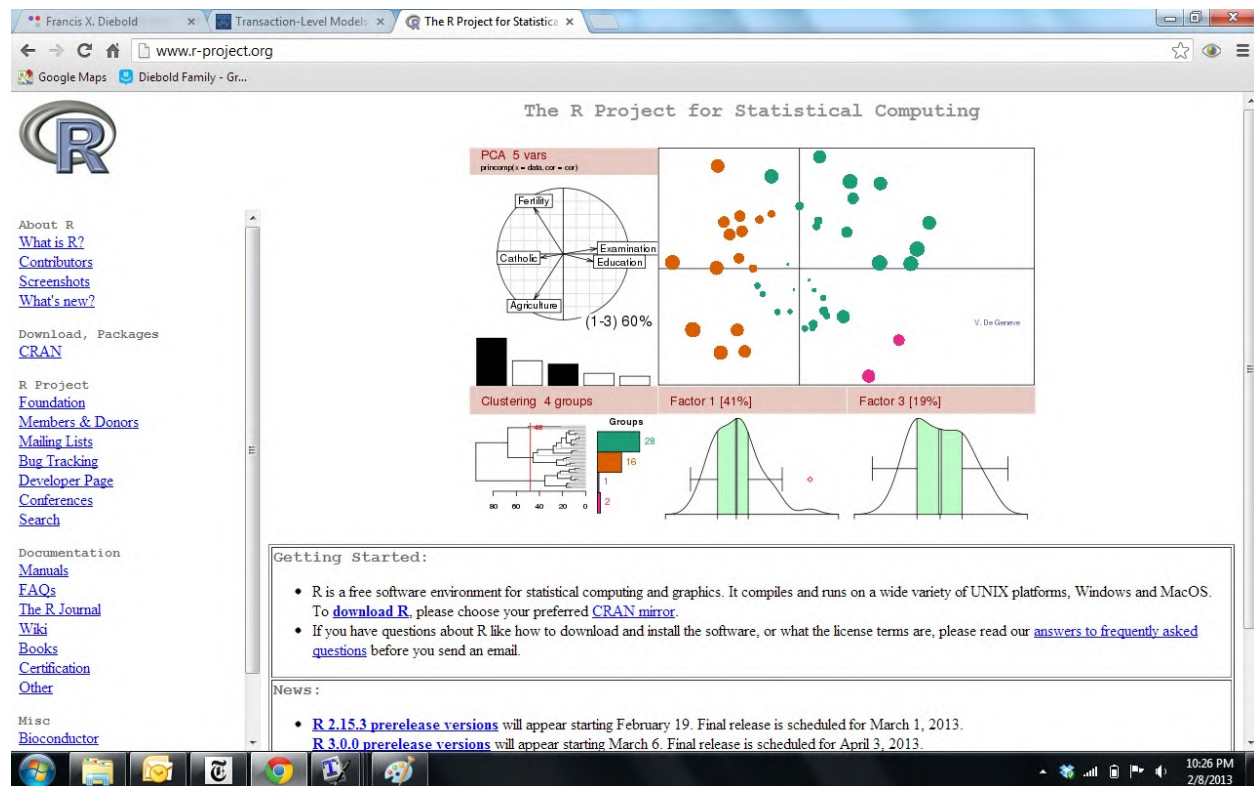 Francis X. Diebold
Transaction-Level Models
The R Project for Statistica
www.r-project.org
Google Maps
Diebold Family - Gr...
R
The R Project for Statistical Computing
PCA 5 vars
princomp(x = data, cor = cor)
Fertility
Catholic
Examination
Education
Agriculture
(1-3) 60%
V. De Geneve
Clustering 4 groups
Factor 1 [41%]
Factor 3 [19%]
Groups
48
28
16
1
2
80 60 40 20 0
About R
What is R?
Contributors
Screenshots
What's new?
Download, Packages
CRAN
R Project
Foundation
Members & Donors
Mailing Lists
Bug Tracking
Developer Page
Conferences
Search
Documentation
Manuals
FAQs
The R Journal
Wiki
Books
Certification
Other
Misc
Bioconductor
Getting Started:
• R is a free software environment for statistical computing and graphics. It compiles and runs on a wide variety of UNIX platforms, Windows and MacOS.
To download R, please choose your preferred CRAN mirror.
• If you have questions about R like how to download and install the software, or what the license terms are, please read our answers to frequently asked
questions before you send an email.
News:
• R 2.15.3 prerelease versions will appear starting February 19. Final release is scheduled for March 1, 2013.
R 3.0.0 prerelease versions will appear starting March 6. Final release is scheduled for April 3, 2013.
10:26 PM
2/8/2013